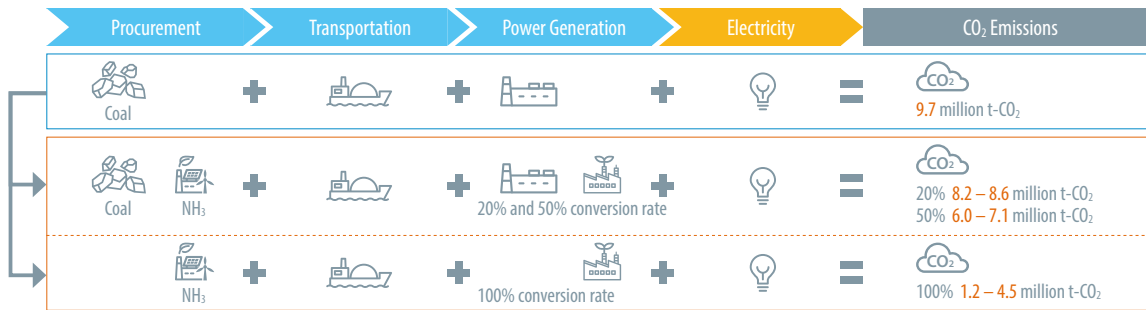 Procurement
Transportation
Power Generation
Electricity
CO₂ Emissions
Coal
CO₂
9.7 million t-CO₂
Coal
NH₃
20% and 50% conversion rate
CO₂
20% 8.2 – 8.6 million t-CO₂
50% 6.0 – 7.1 million t-CO₂
NH₃
100% conversion rate
CO₂
100% 1.2 – 4.5 million t-CO₂